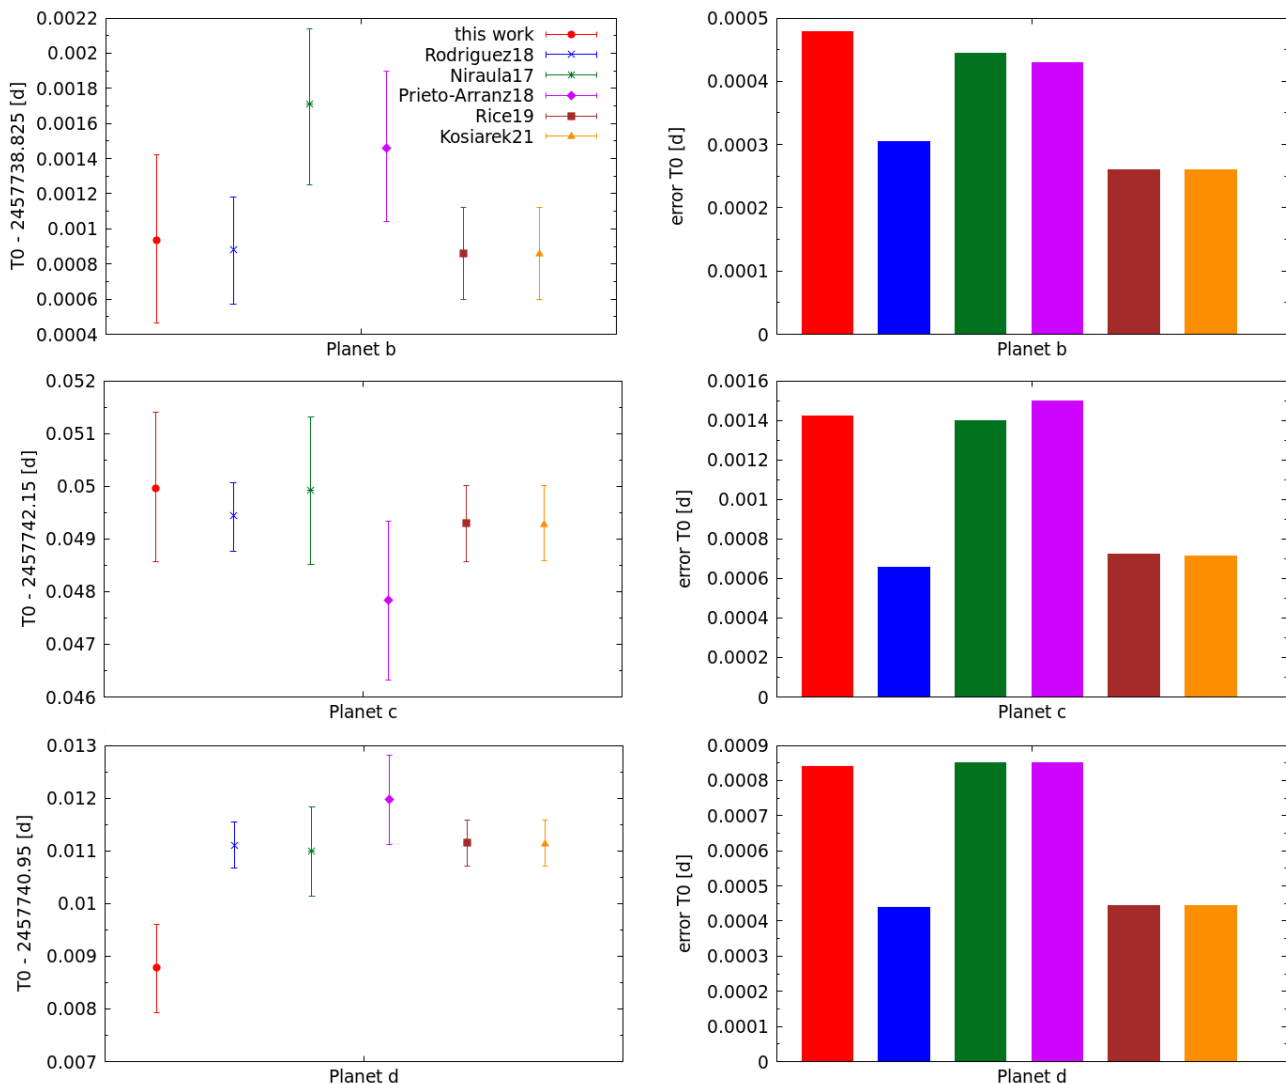 T0 - 2457738.825 [d]
0.0022
0.002
0.0018
0.0016
0.0014
0.0012
0.001
0.0008
0.0006
0.0004
this work
Rodriguez18
Niraula17
Prieto-Arranz18
Rice19
Kosiarek21
Planet b
error T0 [d]
0.0005
0.0004
0.0003
0.0002
0.0001
0
Planet b
T0 - 2457742.15 [d]
0.052
0.051
0.05
0.049
0.048
0.047
0.046
Planet c
error T0 [d]
0.0016
0.0014
0.0012
0.001
0.0008
0.0006
0.0004
0.0002
0
Planet c
T0 - 2457740.95 [d]
0.013
0.012
0.011
0.01
0.009
0.008
0.007
Planet d
error T0 [d]
0.0009
0.0008
0.0007
0.0006
0.0005
0.0004
0.0003
0.0002
0.0001
0
Planet d